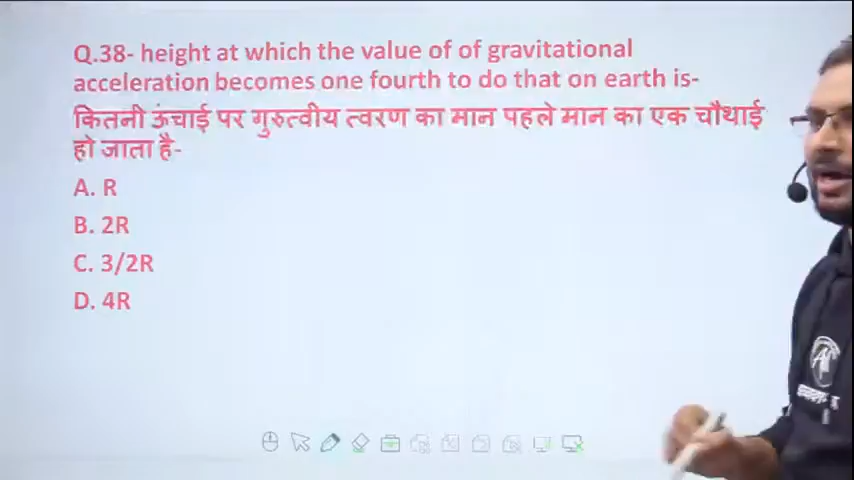 Q.38- height at which the value of of gravitational
acceleration becomes one fourth to do that on earth is-
कितनी ऊंचाई पर गुरुत्वीय त्वरण का मान पहले मान का एक चौथाई
हो जाता है-
A. R
B. 2R
C. 3/2R
D. 4R